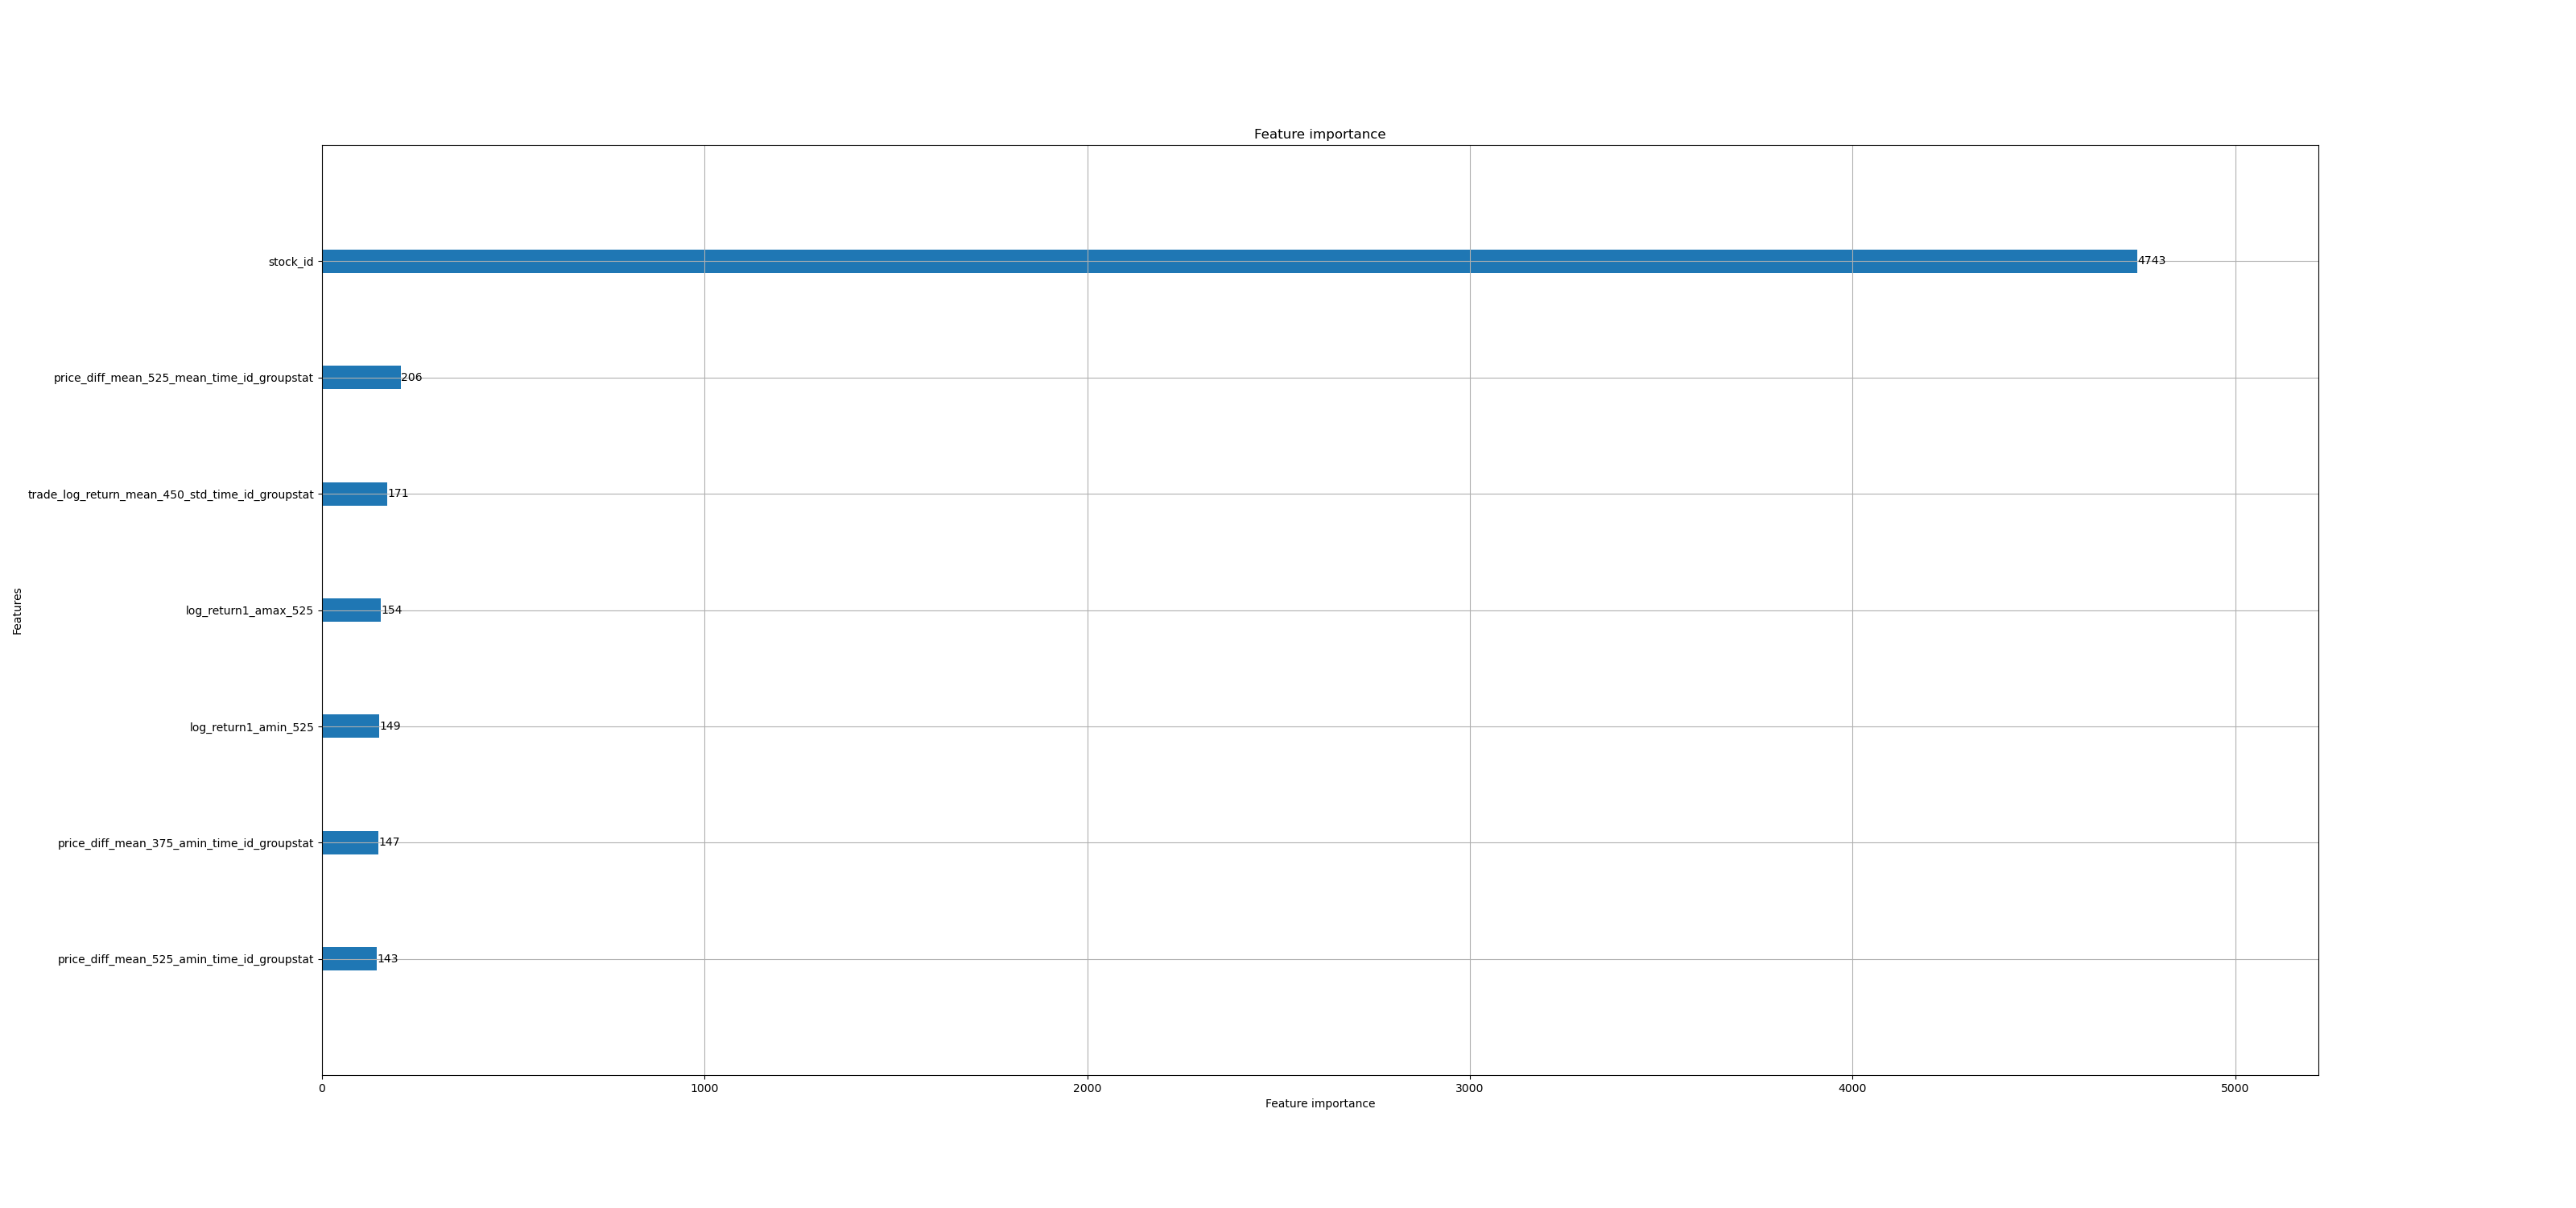 Feature importance
stock_id
4743
price_diff_mean_525_mean_time_id_groupstat
206
trade_log_return_mean_450_std_time_id_groupstat
171
log_return1_amax_525
154
log_return1_amin_525
149
price_diff_mean_375_amin_time_id_groupstat
147
price_diff_mean_525_amin_time_id_groupstat
143
Features
0 1000 2000 3000 4000 5000
Feature importance